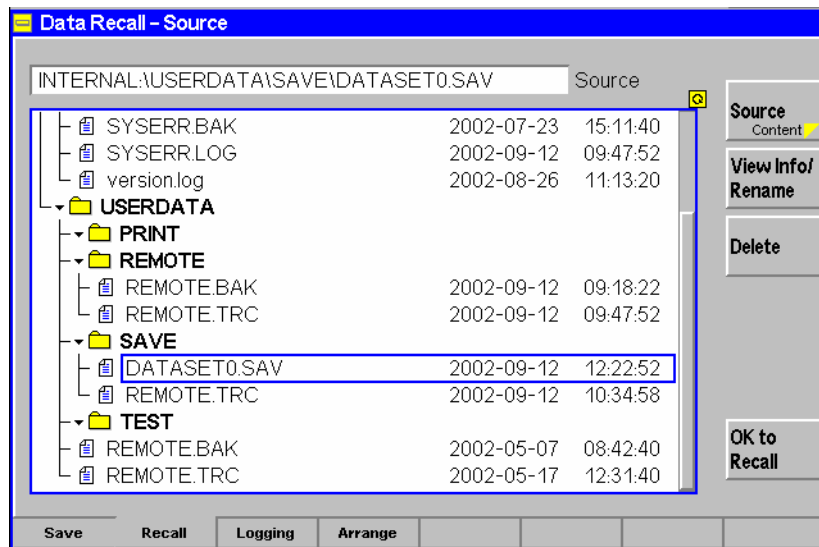 Data Recall – Source
INTERNAL:\USERDATA\SAVE\DATASET0.SAV Source
SYSERR.BAK 2002-07-23 15:11:40
SYSERR.LOG 2002-09-12 09:47:52
version.log 2002-08-26 11:13:20
USERDATA
PRINT
REMOTE
REMOTE.BAK 2002-09-12 09:18:22
REMOTE.TRC 2002-09-12 09:47:52
SAVE
DATASET0.SAV 2002-09-12 12:22:52
REMOTE.TRC 2002-09-12 10:34:58
TEST
REMOTE.BAK 2002-05-07 08:42:40
REMOTE.TRC 2002-05-17 12:31:40
Source
Content
View Info/
Rename
Delete
OK to
Recall
Save Recall Logging Arrange